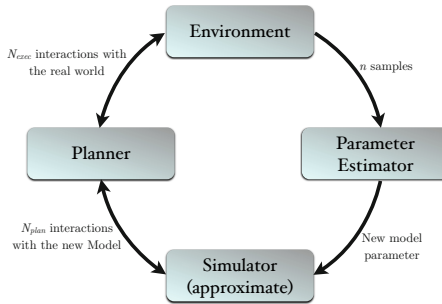 Environment
N_exec interactions with
the real world
n samples
Planner
Parameter
Estimator
N_plan interactions
with the new Model
New model
parameter
Simulator
(approximate)